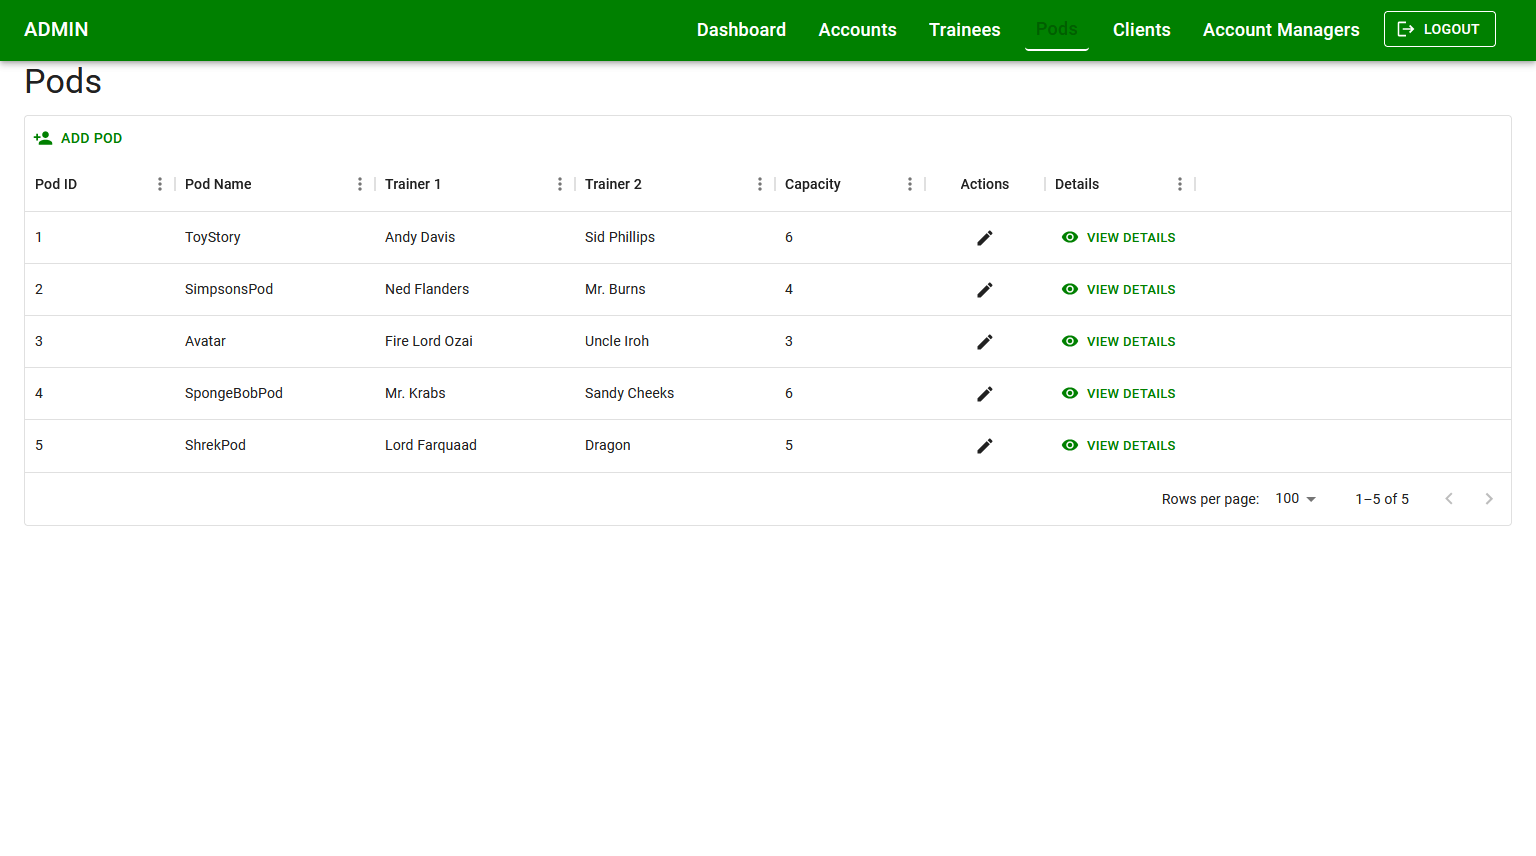 ADMIN Dashboard Accounts Trainees Pods Clients Account Managers LOGOUT
Pods
ADD POD
Pod ID Pod Name Trainer 1 Trainer 2 Capacity Actions Details
1 ToyStory Andy Davis Sid Phillips 6 VIEW DETAILS
2 SimpsonsPod Ned Flanders Mr. Burns 4 VIEW DETAILS
3 Avatar Fire Lord Ozai Uncle Iroh 3 VIEW DETAILS
4 SpongeBobPod Mr. Krabs Sandy Cheeks 6 VIEW DETAILS
5 ShrekPod Lord Farquaad Dragon 5 VIEW DETAILS
Rows per page: 100 1–5 of 5